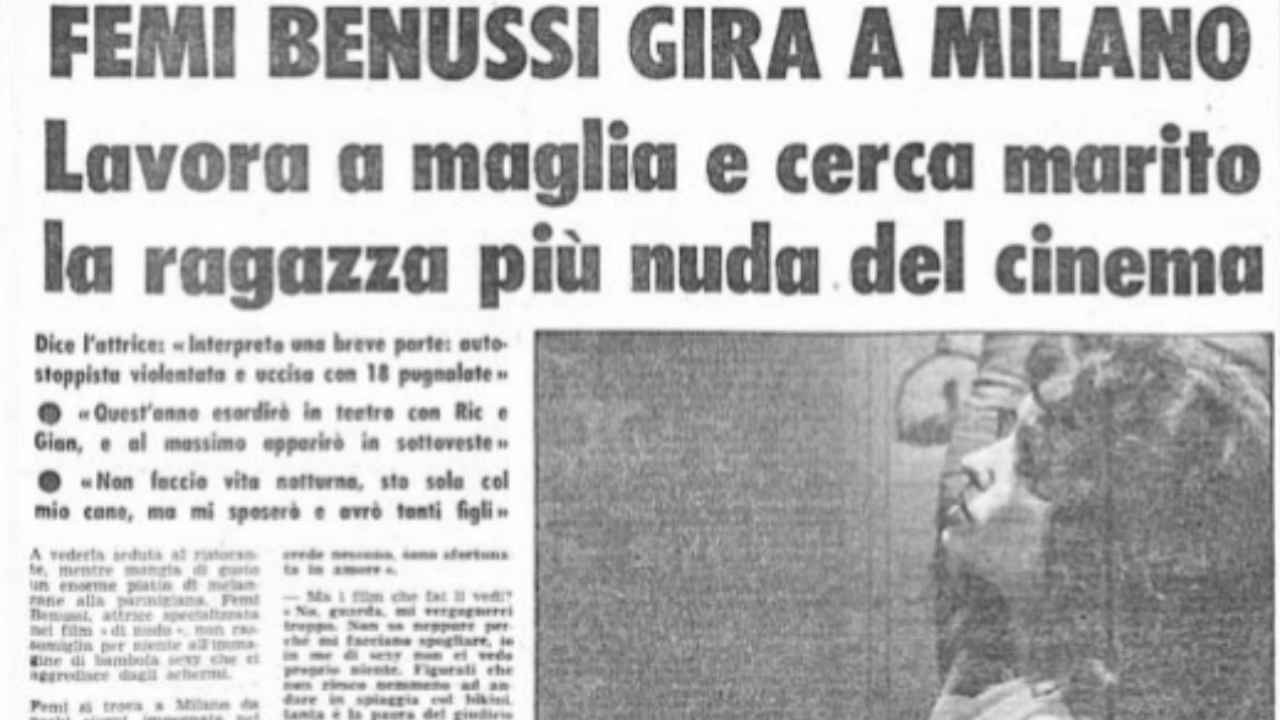 FEMI BENUSSI GIRA A MILANO
Lavora a maglia e cerca marito
la ragazza più nuda del cinema
Dice l'attrice: «Interpreto una breve parte: auto-
stoppista violentata e uccisa con 18 pugnalate»
● «Quest'anno esordirò in teatro con Ric e
Gian, e al massimo apparirò in sottoveste»
● «Non faccio vita notturna, sto sola col
mio cane, ma mi sposerò e avrò tanti figli»
A vederla seduta al ristoran-
te, mentre mangia di gusto
un enorme piatto di melan-
zane alla parmigiana, Femi
Benussi, attrice specializzata
nei film «di nudo», non ras-
somiglia per niente all'imma-
gine di bambola sexy che ci
aggredisce dagli schermi.
Femi si trova a Milano da
pochi giorni, impegnata nel
crede nessuno, sono sfortuna-
ta in amore».
— Ma i film che fai li vedi?
«No, guarda, mi vergognerei
troppo. Non so neppure per-
ché mi facciano spogliare, io
in me di sexy non ci vedo
proprio niente. Figurati che
non riesco nemmeno ad an-
dare in spiaggia col bikini,
tanta è la paura del giudizio